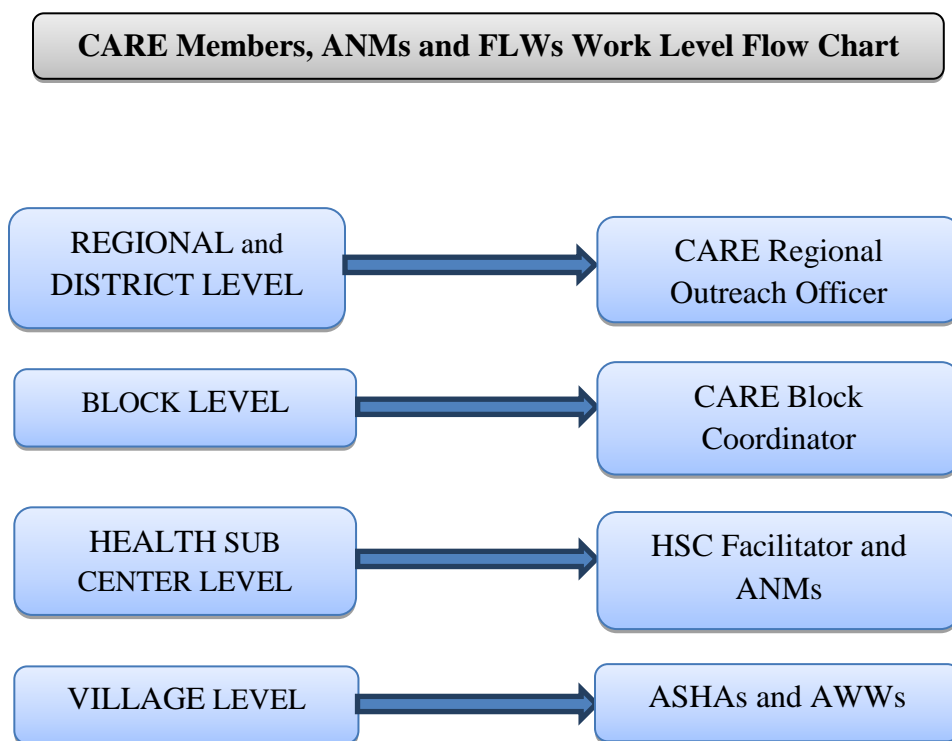 CARE Members, ANMs and FLWs Work Level Flow Chart
REGIONAL and
DISTRICT LEVEL
CARE Regional
Outreach Officer
BLOCK LEVEL
CARE Block
Coordinator
HEALTH SUB
CENTER LEVEL
HSC Facilitator and
ANMs
VILLAGE LEVEL
ASHAs and AWWs